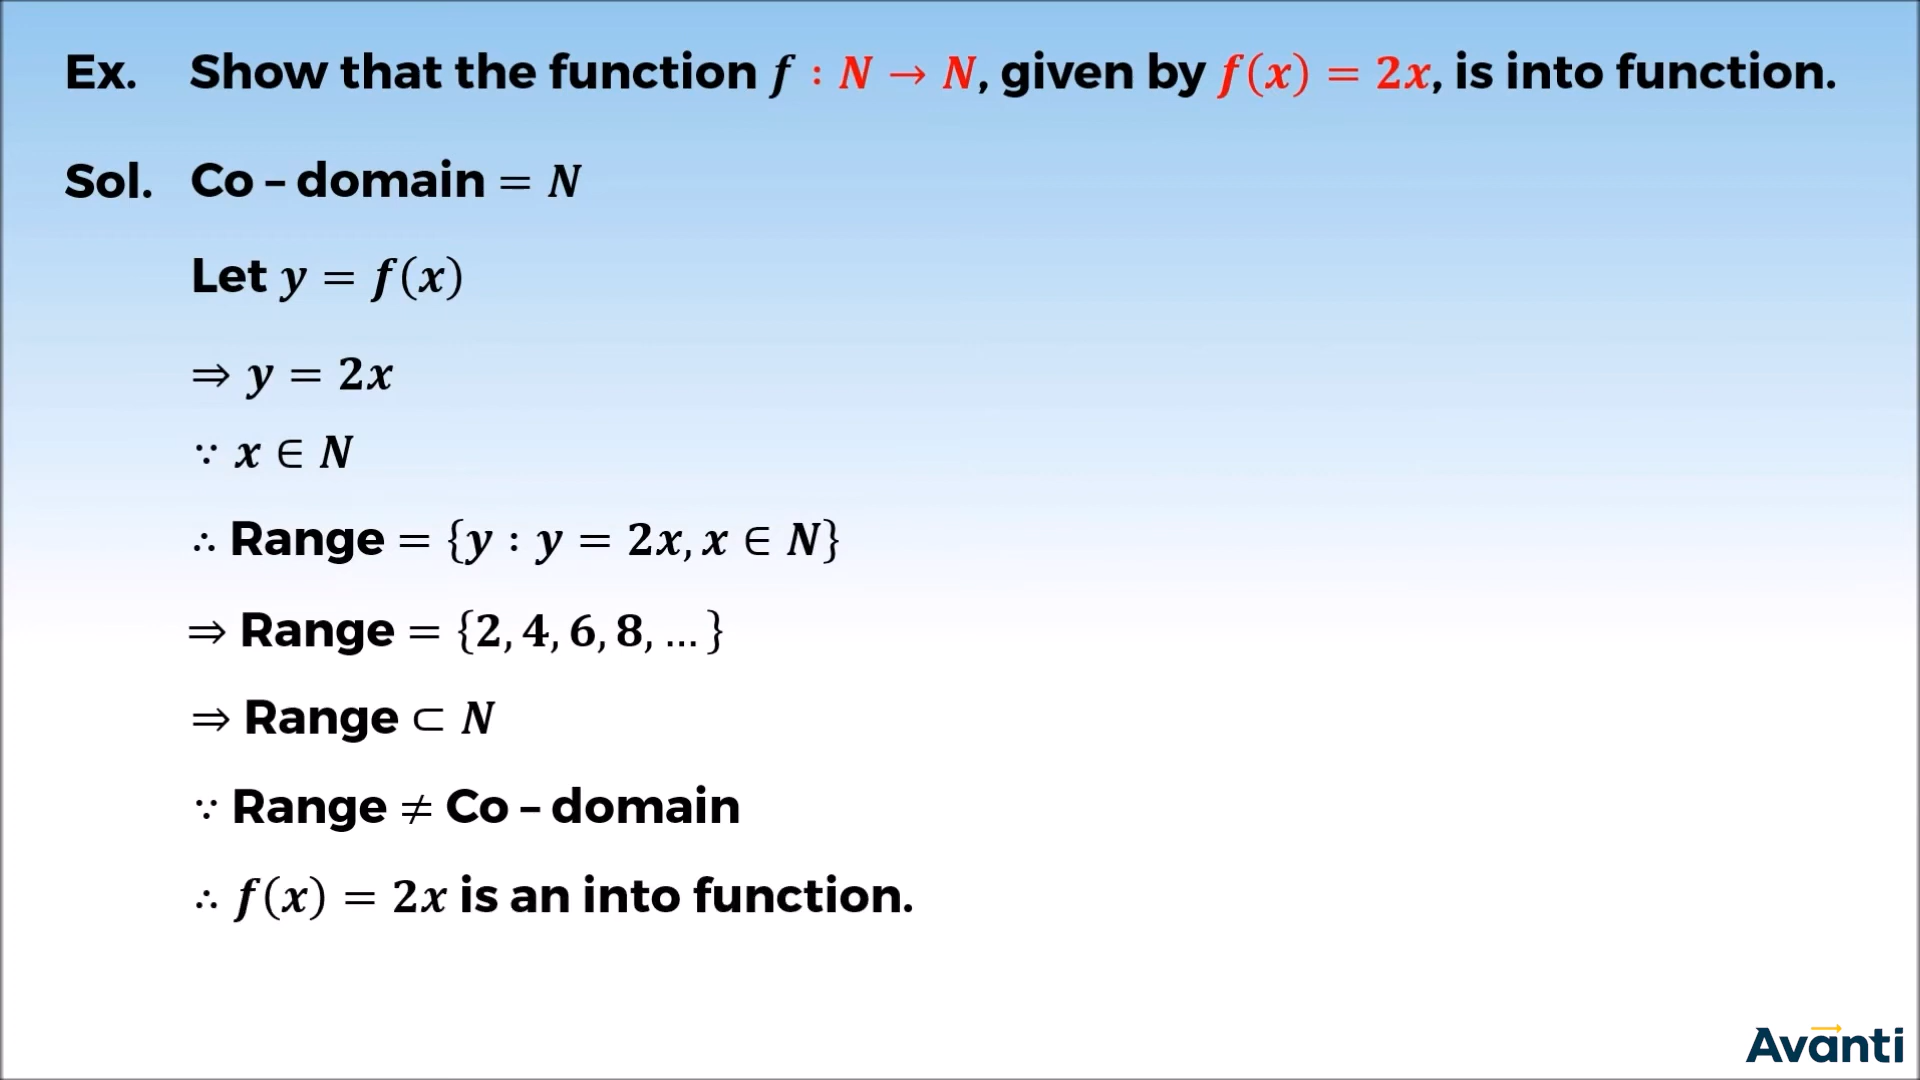 Ex. Show that the function f : N → N, given by f(x) = 2x, is into function.
Sol. Co – domain = N
Let y = f(x)
⇒ y = 2x
∵ x ∈ N
∴ Range = {y : y = 2x, x ∈ N}
⇒ Range = {2, 4, 6, 8, … }
⇒ Range ⊂ N
∵ Range ≠ Co – domain
∴ f(x) = 2x is an into function.
Avanti